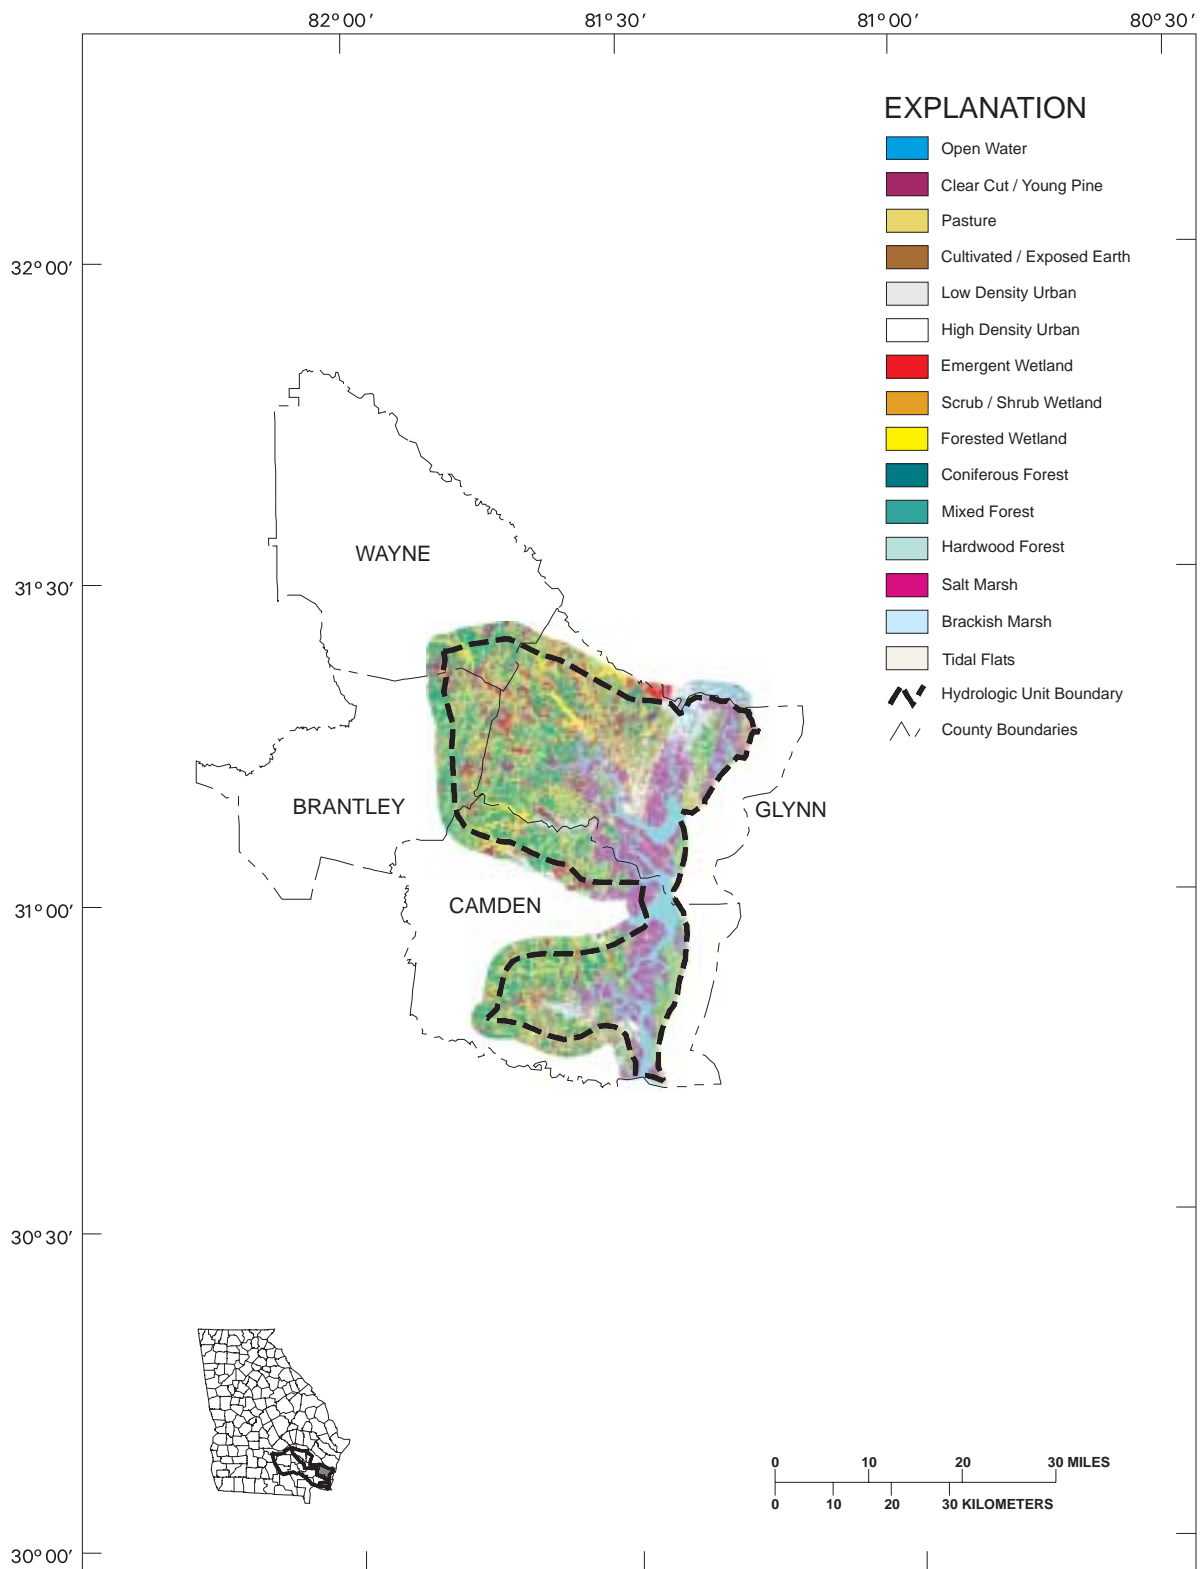 82°00′ 81°30′ 81°00′ 80°30′
EXPLANATION
Open Water
Clear Cut / Young Pine
Pasture
Cultivated / Exposed Earth
Low Density Urban
High Density Urban
Emergent Wetland
Scrub / Shrub Wetland
Forested Wetland
Coniferous Forest
Mixed Forest
Hardwood Forest
Salt Marsh
Brackish Marsh
Tidal Flats
Hydrologic Unit Boundary
County Boundaries
32°00′
31°30′
31°00′
30°30′
30°00′
WAYNE
BRANTLEY
GLYNN
CAMDEN
0 10 20 30 MILES
0 10 20 30 KILOMETERS